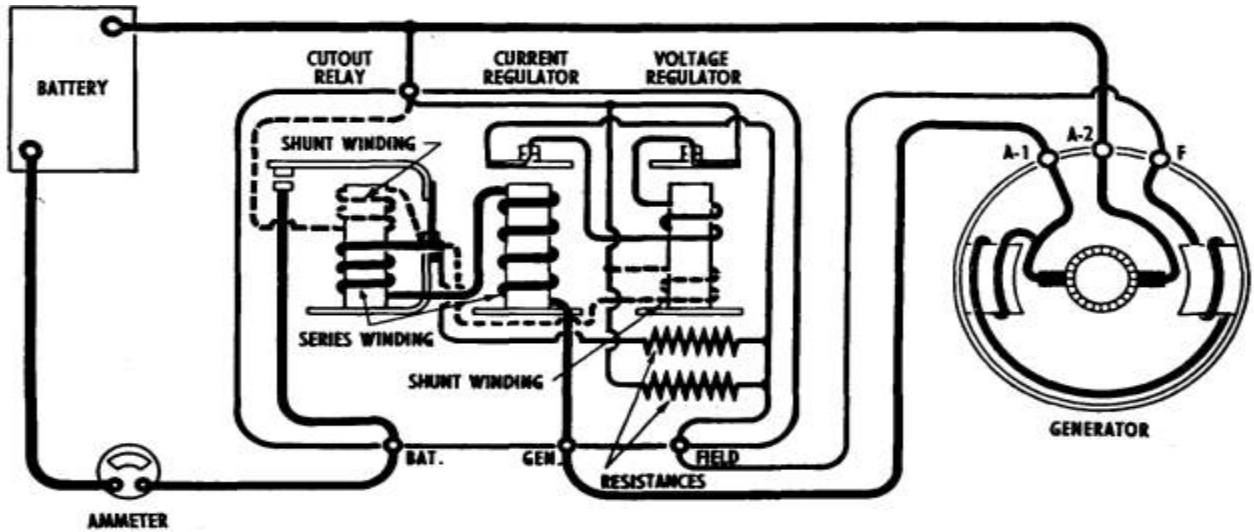 BATTERY
CUTOUT
RELAY
CURRENT
REGULATOR
VOLTAGE
REGULATOR
SHUNT WINDING
A-1
A-2
F
SERIES WINDING
SHUNT WINDING
GENERATOR
BAT.
GEN.
FIELD
RESISTANCES
AMMETER